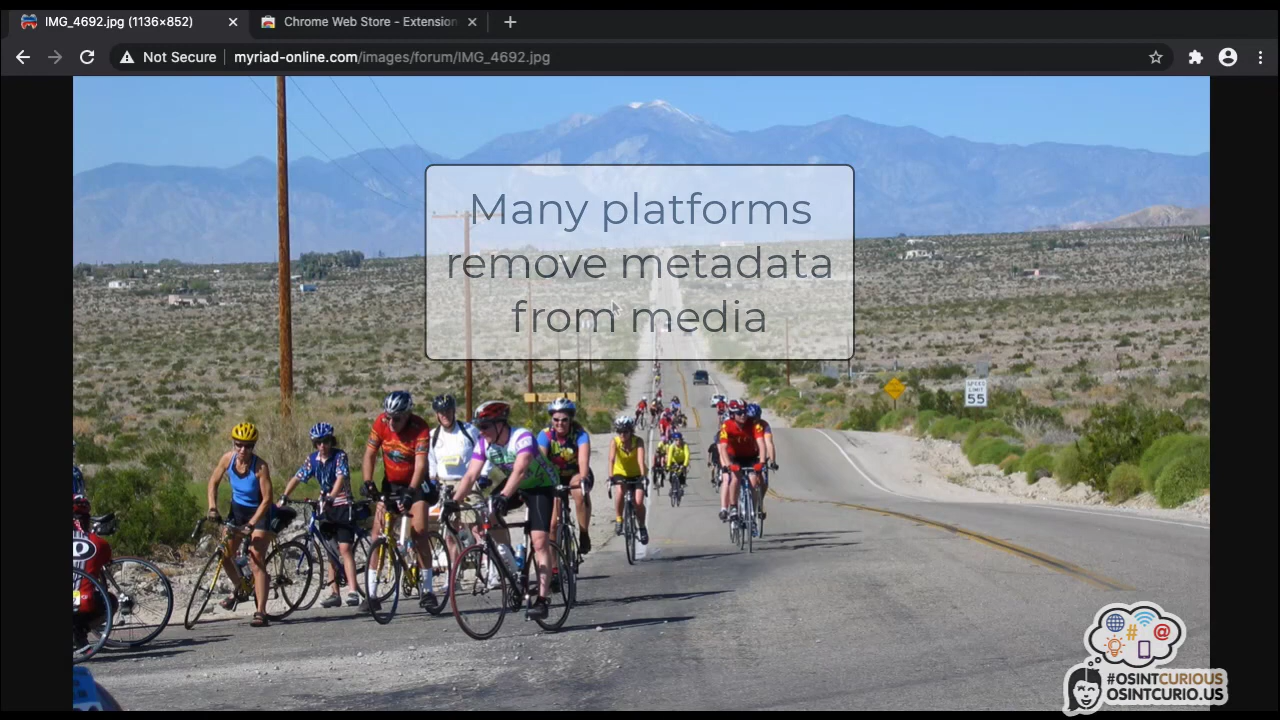 IMG_4692.jpg (1136×852)
Chrome Web Store - Extension
Not Secure
myriad-online.com/images/forum/IMG_4692.jpg
Many platforms
remove metadata
from media
SPEED
LIMIT
55
#OSINTCURIOUS
OSINTCURIO.US